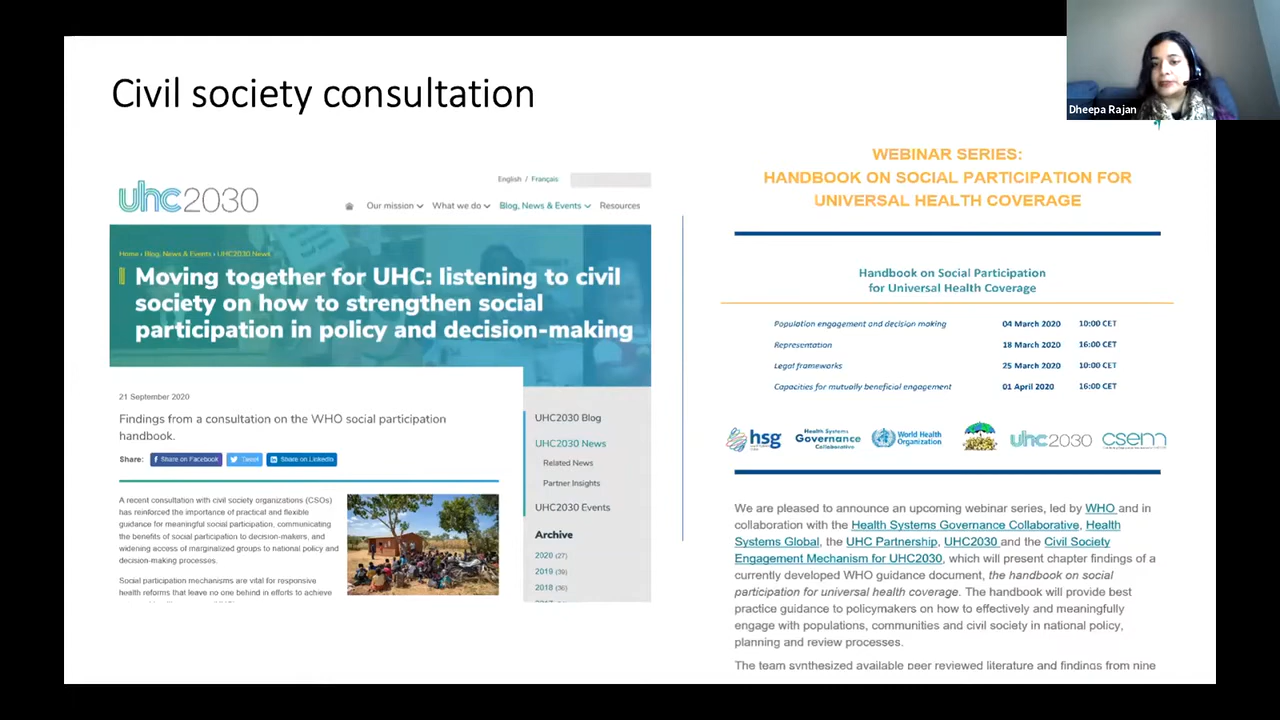 Civil society consultation
Dheepa Rajan
English / Français
uhc2030
Our mission
What we do
Blog, News & Events
Resources
Home › Blog, News & Events › UHC2030 News
Moving together for UHC: listening to civil
society on how to strengthen social
participation in policy and decision-making
21 September 2020
Findings from a consultation on the WHO social participation
handbook.
Share:
Share on Facebook
Tweet
Share on LinkedIn
A recent consultation with civil society organizations (CSOs)
has reinforced the importance of practical and flexible
guidance for meaningful social participation, communicating
the benefits of social participation to decision-makers, and
widening access of marginalized groups to national policy and
decision-making processes.
Social participation mechanisms are vital for responsive
health reforms that leave no one behind in efforts to achieve
UHC2030 Blog
UHC2030 News
Related News
Partner Insights
UHC2030 Events
Archive
2020 (27)
2019 (39)
2018 (36)
WEBINAR SERIES:
HANDBOOK ON SOCIAL PARTICIPATION FOR
UNIVERSAL HEALTH COVERAGE
Handbook on Social Participation
for Universal Health Coverage
Population engagement and decision making 04 March 2020 10:00 CET
Representation 18 March 2020 16:00 CET
Legal frameworks 25 March 2020 10:00 CET
Capacities for mutually beneficial engagement 01 April 2020 16:00 CET
hsg
Health Systems
Governance
Collaborative
World Health
Organization
uhc2030
csem
We are pleased to announce an upcoming webinar series, led by WHO and in
collaboration with the Health Systems Governance Collaborative, Health
Systems Global, the UHC Partnership, UHC2030 and the Civil Society
Engagement Mechanism for UHC2030, which will present chapter findings of a
currently developed WHO guidance document, the handbook on social
participation for universal health coverage. The handbook will provide best
practice guidance to policymakers on how to effectively and meaningfully
engage with populations, communities and civil society in national policy,
planning and review processes.
The team synthesized available peer reviewed literature and findings from nine